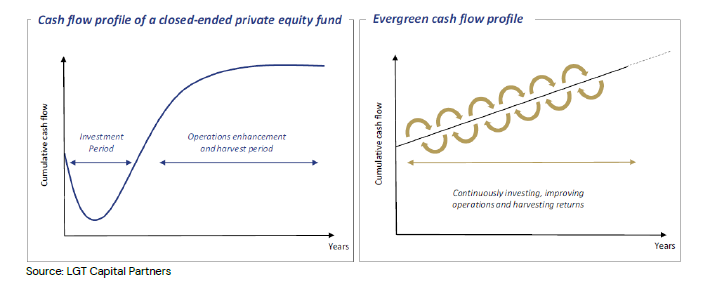 Cash flow profile of a closed-ended private equity fund
Cumulative cash flow
Investment
Period
Operations enhancement
and harvest period
Years
Evergreen cash flow profile
Cumulative cash flow
Continuously investing, improving
operations and harvesting returns
Years
Source: LGT Capital Partners